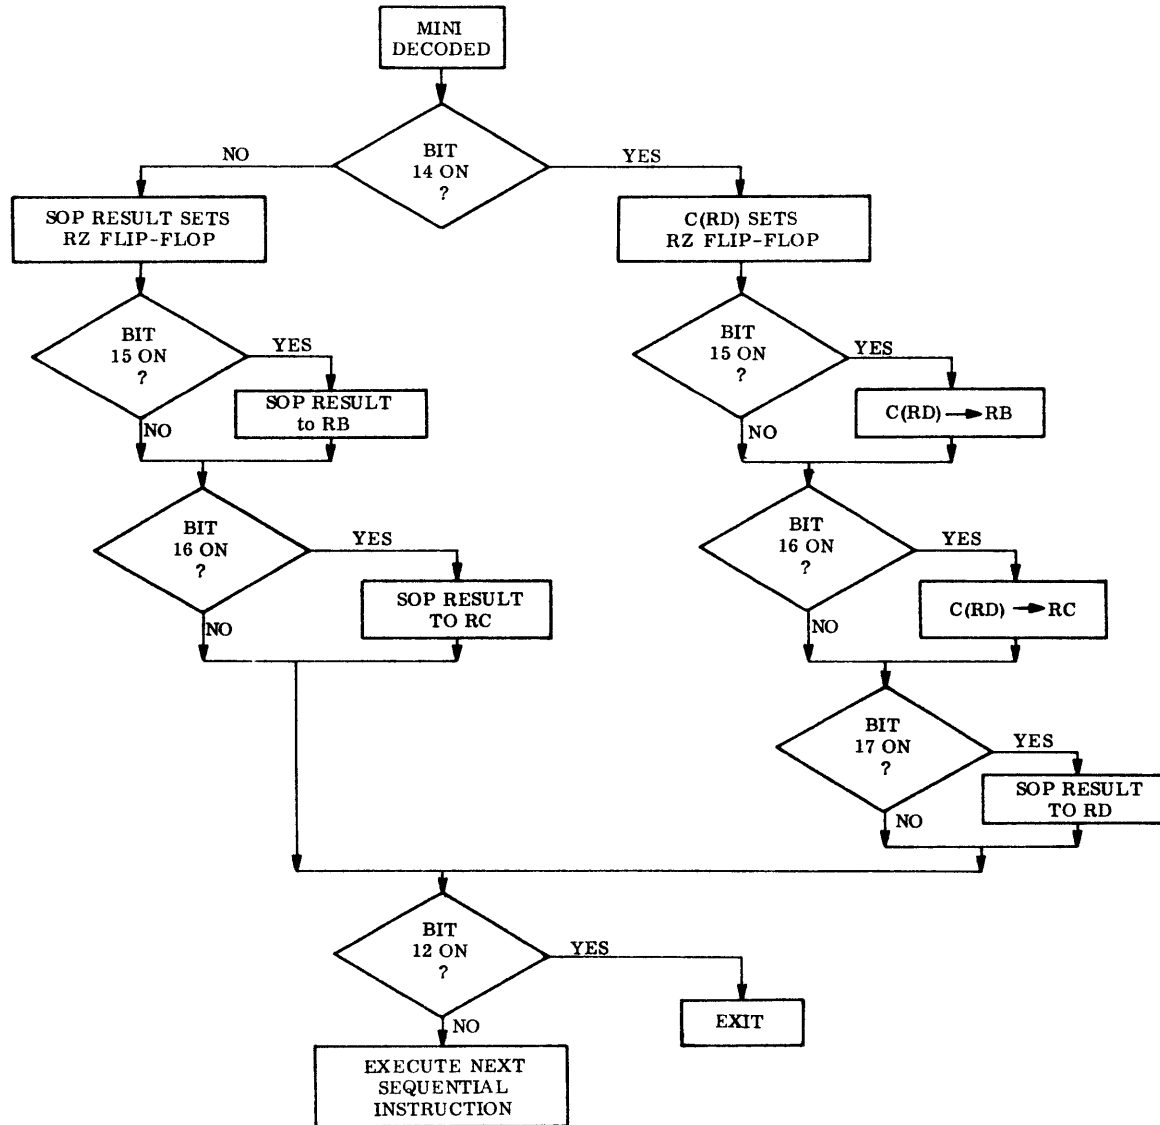 MINI
DECODED
BIT
14 ON
?
NO
YES
SOP RESULT SETS
RZ FLIP-FLOP
C(RD) SETS
RZ FLIP-FLOP
BIT
15 ON
?
YES
NO
SOP RESULT
to RB
BIT
15 ON
?
YES
NO
C(RD) → RB
BIT
16 ON
?
YES
NO
SOP RESULT
TO RC
BIT
16 ON
?
YES
NO
C(RD) → RC
BIT
17 ON
?
YES
NO
SOP RESULT
TO RD
BIT
12 ON
?
YES
NO
EXIT
EXECUTE NEXT
SEQUENTIAL
INSTRUCTION